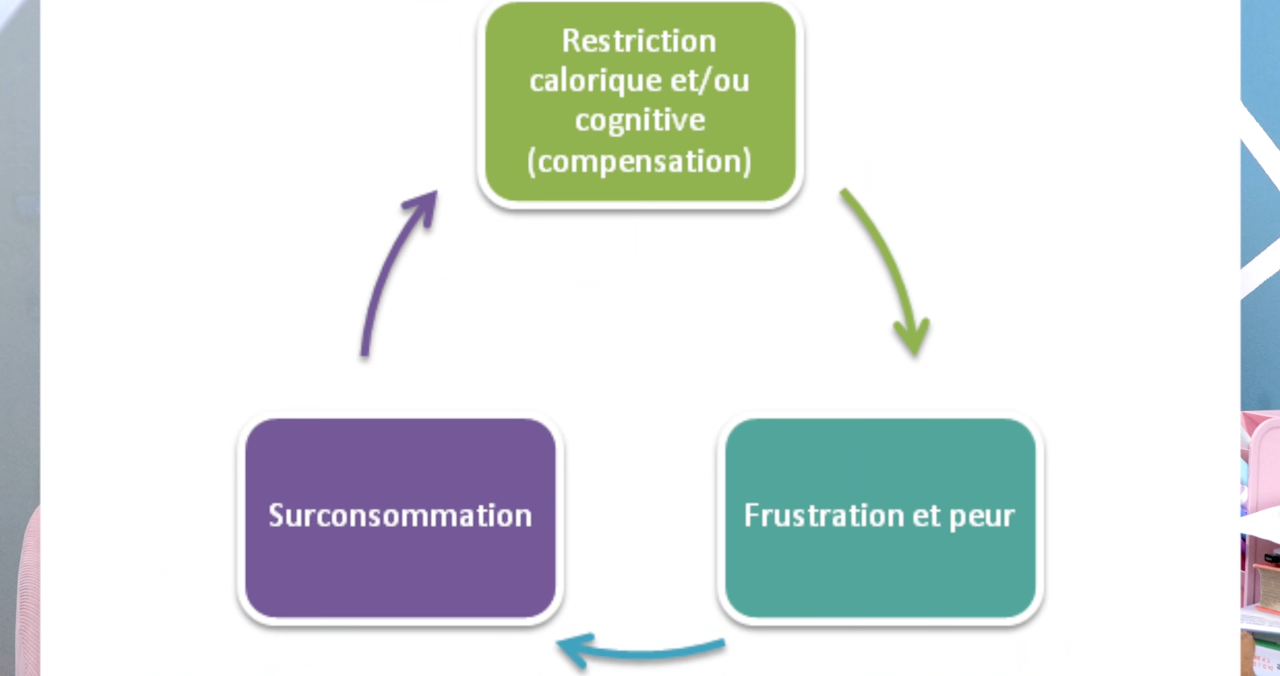 Restriction
calorique et/ou
cognitive
(compensation)
Surconsommation
Frustration et peur